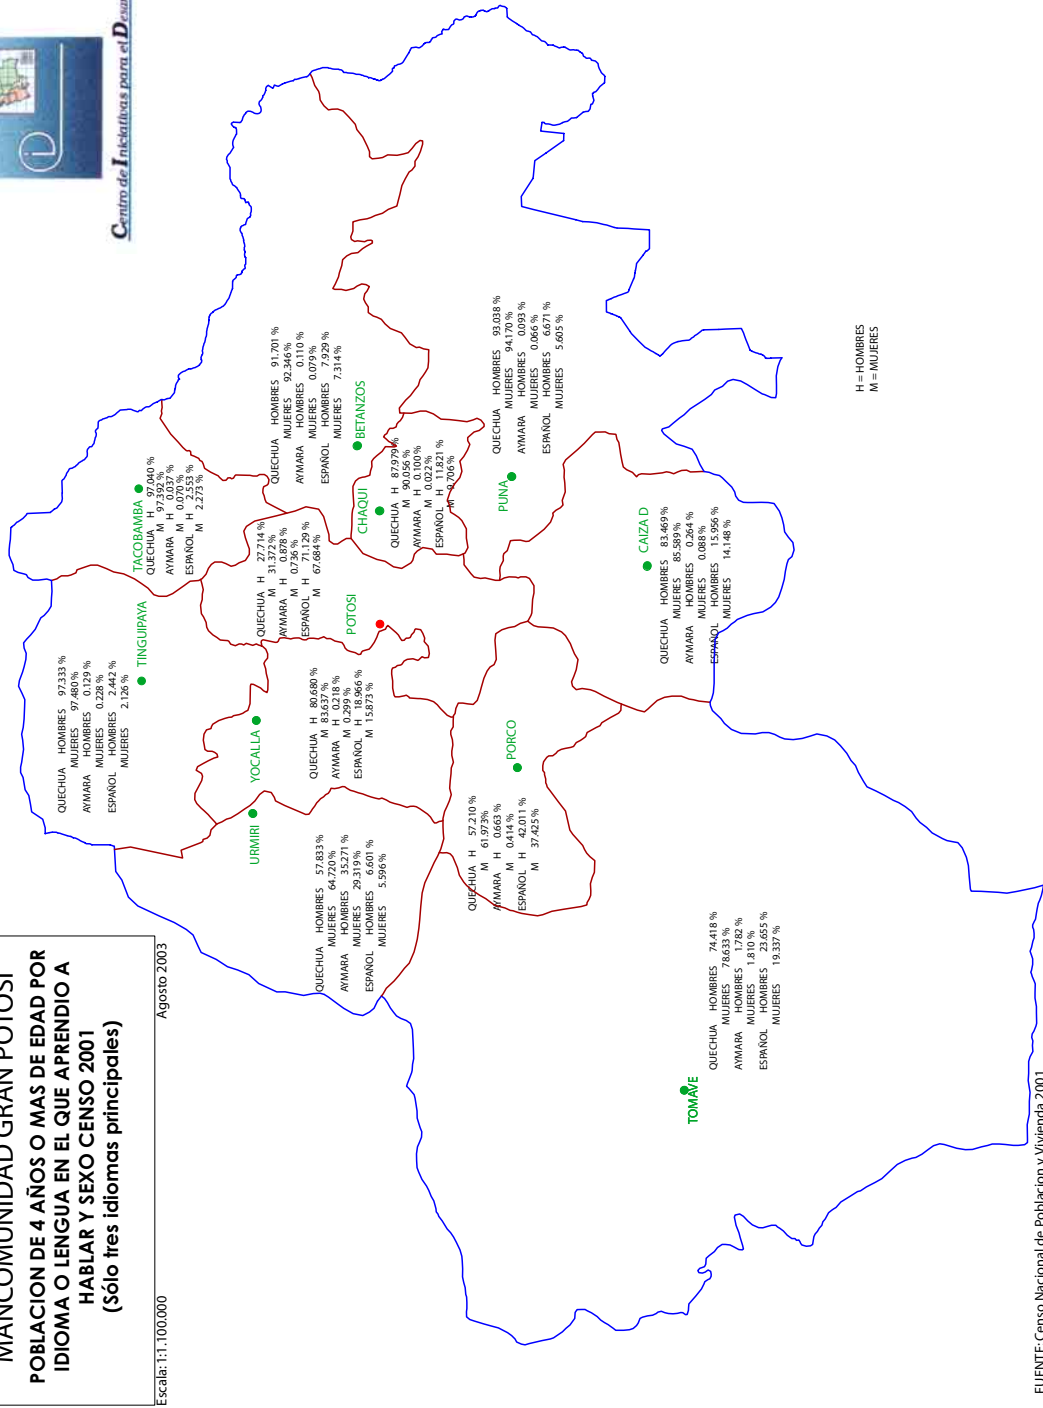 MANCOMUNIDAD GRAN POTOSI
POBLACION DE 4 AÑOS O MAS DE EDAD POR
IDIOMA O LENGUA EN EL QUE APRENDIO A
HABLAR Y SEXO CENSO 2001
(Sólo tres idiomas principales)
Escala: 1:1.100.000
Agosto 2003
Centro de Iniciativas para el Desar
TINGUIPAYA
QUECHUA HOMBRES 97.333 %
MUJERES 97.480 %
AYMARA HOMBRES 0.129 %
MUJERES 0.228 %
ESPAÑOL HOMBRES 2.442 %
MUJERES 2.126 %
TACOBAMBA
QUECHUA H 97.040 %
M 97.392 %
AYMARA H 0.037 %
M 0.070 %
ESPAÑOL H 2.553 %
M 2.273 %
URMIRI
QUECHUA HOMBRES 57.833 %
MUJERES 64.720 %
AYMARA HOMBRES 35.271 %
MUJERES 29.319 %
ESPAÑOL HOMBRES 6.601 %
MUJERES 5.596 %
YOCALLA
QUECHUA H 80.680 %
M 83.637 %
AYMARA H 0.218 %
M 0.299 %
ESPAÑOL H 18.966 %
M 15.873 %
QUECHUA H 27.714 %
M 31.372 %
AYMARA H 0.878 %
M 0.736 %
ESPAÑOL H 71.129 %
M 67.684 %
POTOSI
QUECHUA HOMBRES 91.701 %
MUJERES 92.346 %
AYMARA HOMBRES 0.110 %
MUJERES 0.079 %
ESPAÑOL HOMBRES 7.929 %
MUJERES 7.314 %
BETANZOS
CHAQUI
QUECHUA H 87.979 %
M 90.056 %
AYMARA H 0.100 %
M 0.022 %
ESPAÑOL H 11.821 %
M 9.706 %
PORCO
QUECHUA H 57.210 %
M 61.973%
AYMARA H 0.663 %
M 0.414 %
ESPAÑOL H 42.011 %
M 37.425 %
PUNA
QUECHUA HOMBRES 93.038 %
MUJERES 94.170 %
AYMARA HOMBRES 0.093 %
MUJERES 0.066 %
ESPAÑOL HOMBRES 6.671 %
MUJERES 5.605 %
CAIZA D
QUECHUA HOMBRES 83.469 %
MUJERES 85.589 %
AYMARA HOMBRES 0.264 %
MUJERES 0.088 %
ESPAÑOL HOMBRES 15.956 %
MUJERES 14.148 %
TOMAVE
QUECHUA HOMBRES 74.418 %
MUJERES 78.633 %
AYMARA HOMBRES 1.782 %
MUJERES 1.810 %
ESPAÑOL HOMBRES 23.655 %
MUJERES 19.337 %
H = HOMBRES
M = MUJERES
FUENTE: Censo Nacional de Poblacion y Vivienda 2001